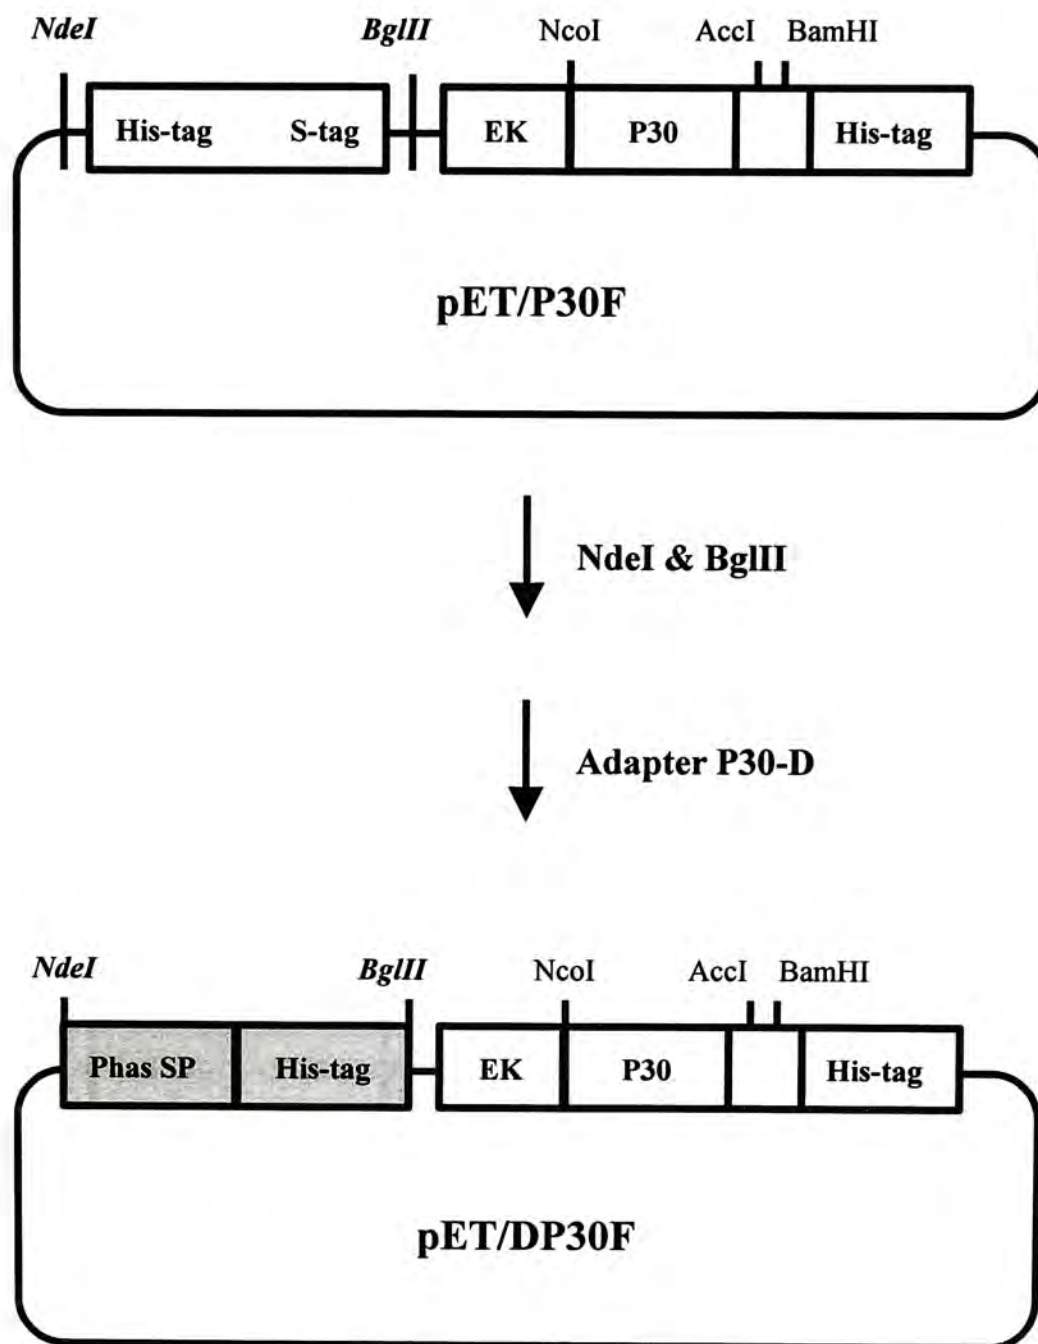 NdeI BglII NcoI AccI BamHI
His-tag S-tag EK P30 His-tag
pET/P30F
NdeI & BglII
Adapter P30-D
NdeI BglII NcoI AccI BamHI
Phas SP His-tag EK P30 His-tag
pET/DP30F